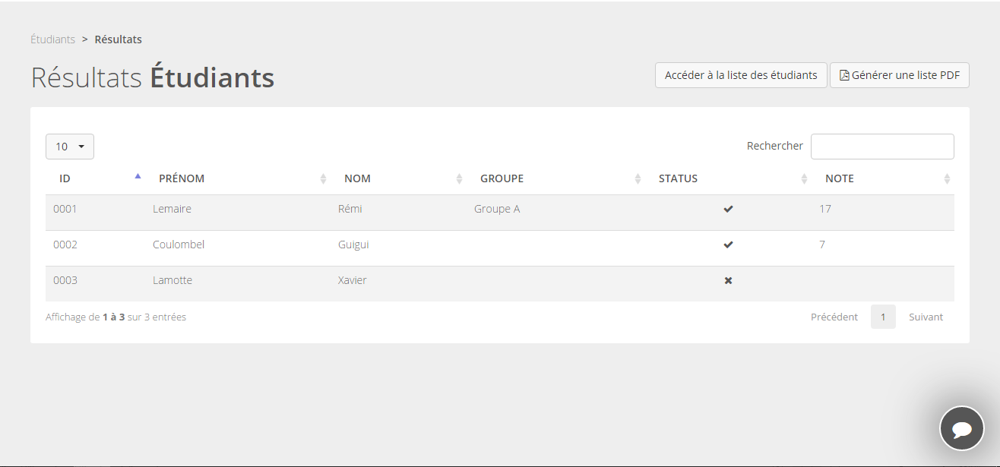 Étudiants > Résultats
Résultats Étudiants
Accéder à la liste des étudiants Générer une liste PDF
10 Rechercher
ID PRÉNOM NOM GROUPE STATUS NOTE
0001 Lemaire Rémi Groupe A 17
0002 Coulombel Guigui 7
0003 Lamotte Xavier
Affichage de 1 à 3 sur 3 entrées Précédent 1 Suivant